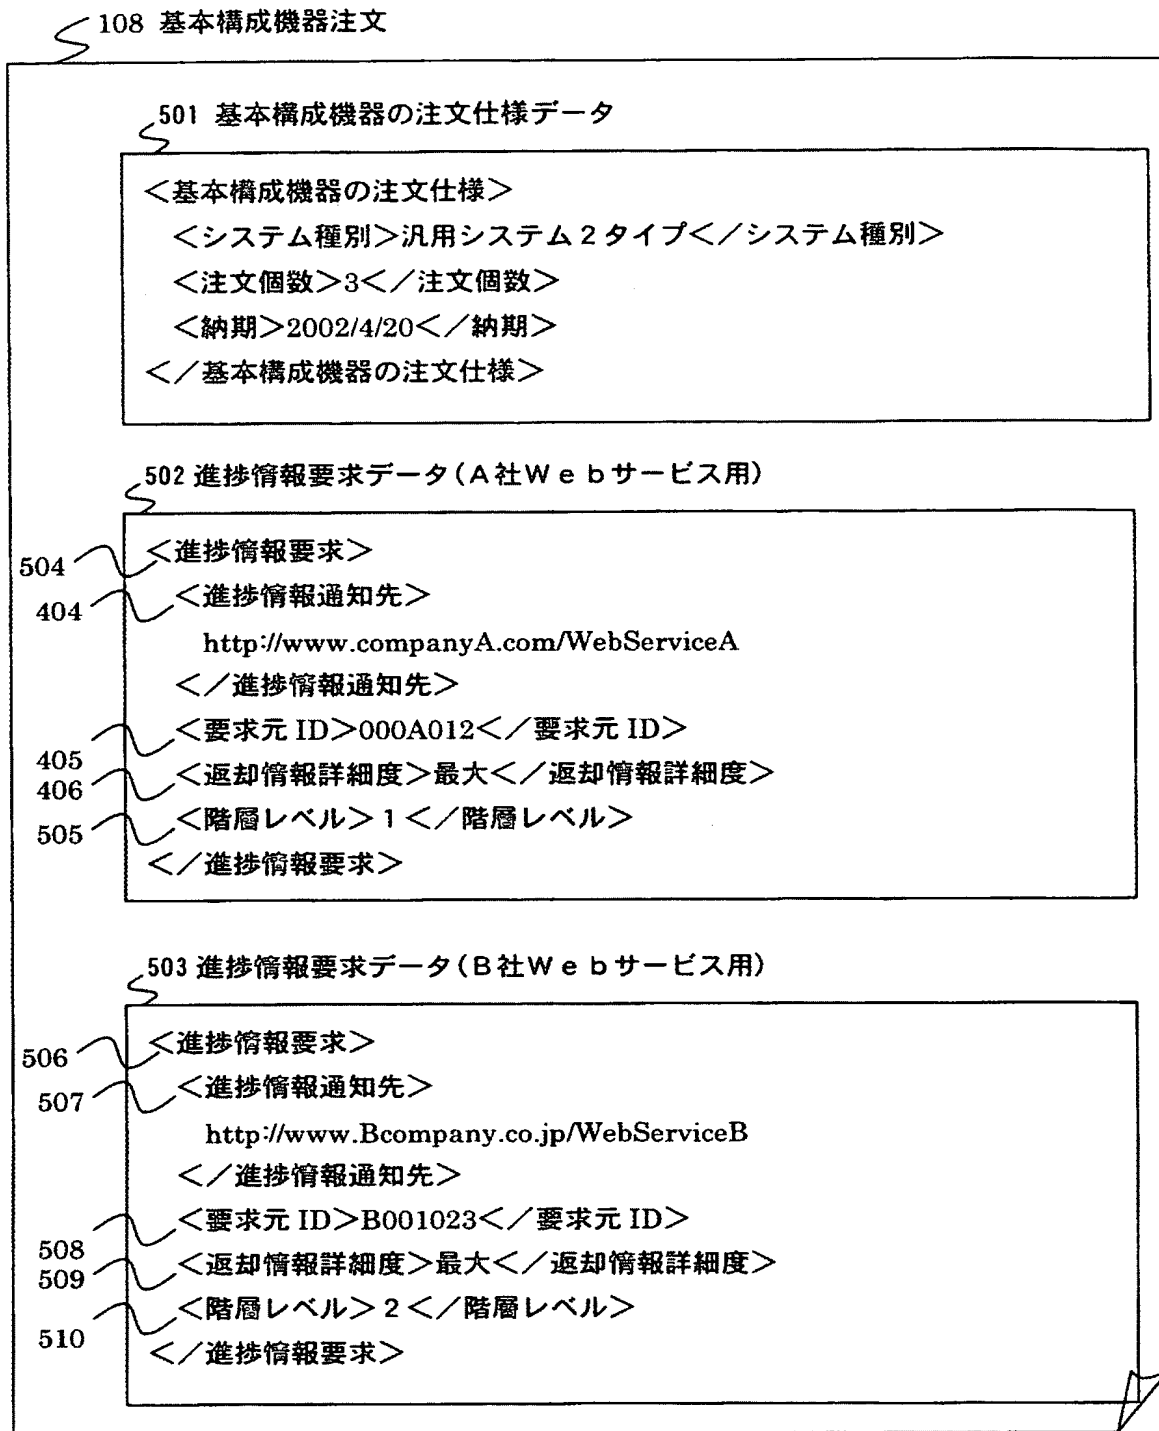 108 基本構成機器注文
501 基本構成機器の注文仕様データ
＜基本構成機器の注文仕様＞
＜システム種別＞汎用システム２タイプ＜／システム種別＞
＜注文個数＞3＜／注文個数＞
＜納期＞2002/4/20＜／納期＞
＜／基本構成機器の注文仕様＞
502 進捗情報要求データ(A社Ｗｅｂサービス用)
504 ＜進捗情報要求＞
404 ＜進捗情報通知先＞
http://www.companyA.com/WebServiceA
＜／進捗情報通知先＞
405 ＜要求元 ID＞000A012＜／要求元 ID＞
406 ＜返却情報詳細度＞最大＜／返却情報詳細度＞
505 ＜階層レベル＞１＜／階層レベル＞
＜／進捗情報要求＞
503 進捗情報要求データ(B社Ｗｅｂサービス用)
506 ＜進捗情報要求＞
507 ＜進捗情報通知先＞
http://www.Bcompany.co.jp/WebServiceB
＜／進捗情報通知先＞
508 ＜要求元 ID＞B001023＜／要求元 ID＞
509 ＜返却情報詳細度＞最大＜／返却情報詳細度＞
510 ＜階層レベル＞２＜／階層レベル＞
＜／進捗情報要求＞